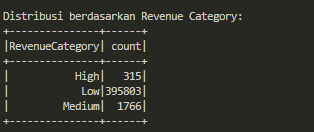 Distribusi berdasarkan Revenue Category:
+---------------+------+
|RevenueCategory| count|
+---------------+------+
|           High|   315|
|            Low|395803|
|         Medium|  1766|
+---------------+------+